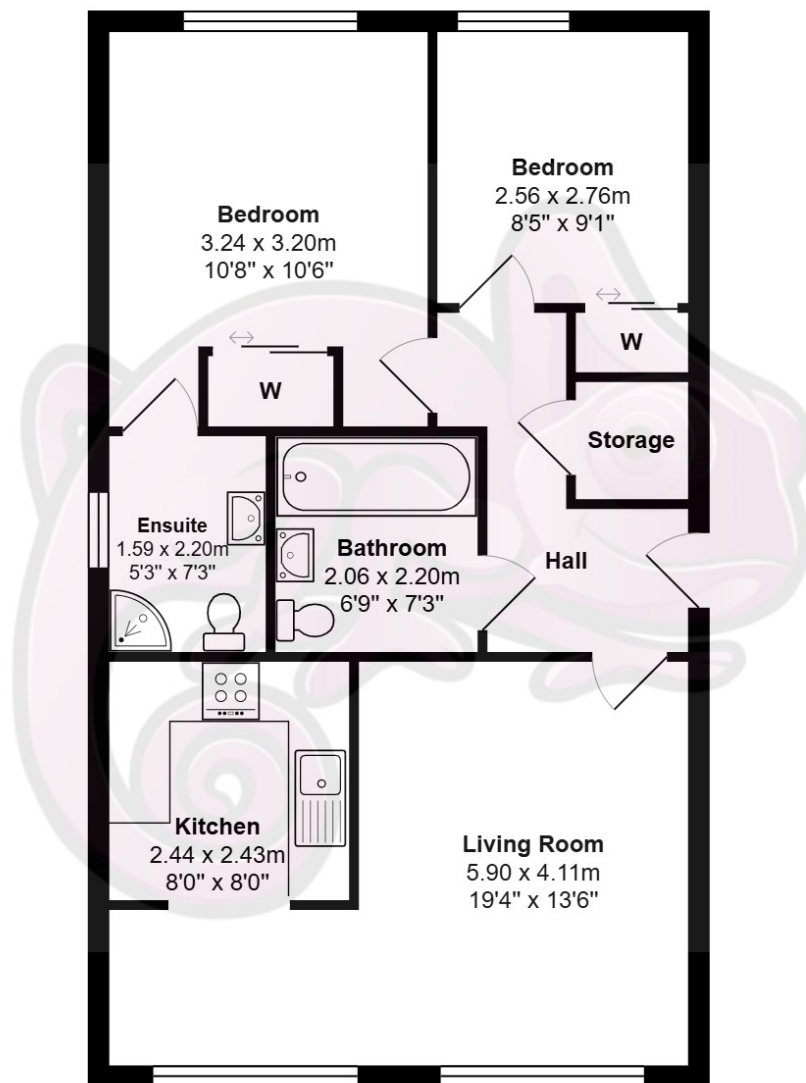 Bedroom
3.24 x 3.20m
10'8" x 10'6"
Bedroom
2.56 x 2.76m
8'5" x 9'1"
W
W
Storage
Ensuite
1.59 x 2.20m
5'3" x 7'3"
Bathroom
2.06 x 2.20m
6'9" x 7'3"
Hall
Kitchen
2.44 x 2.43m
8'0" x 8'0"
Living Room
5.90 x 4.11m
19'4" x 13'6"